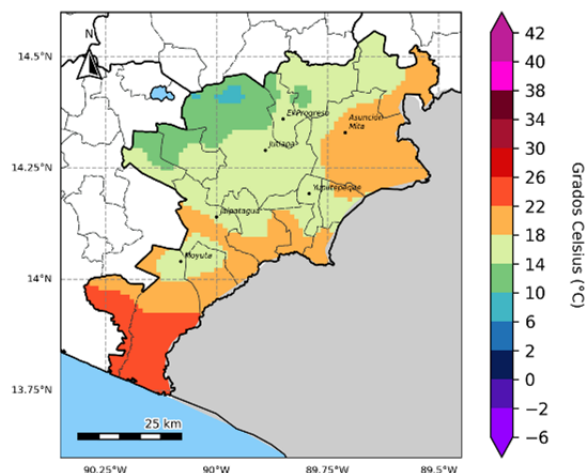 14.5°N
14.25°N
14°N
13.75°N
N
El Progreso
Asunción
Mita
Jutiapa
Yupiltepeque
Jalpatagua
Moyuta
25 km
90.25°W
90°W
89.75°W
89.5°W
42
40
38
34
30
26
22
18
14
10
6
2
0
−6
Grados Celsius (°C)